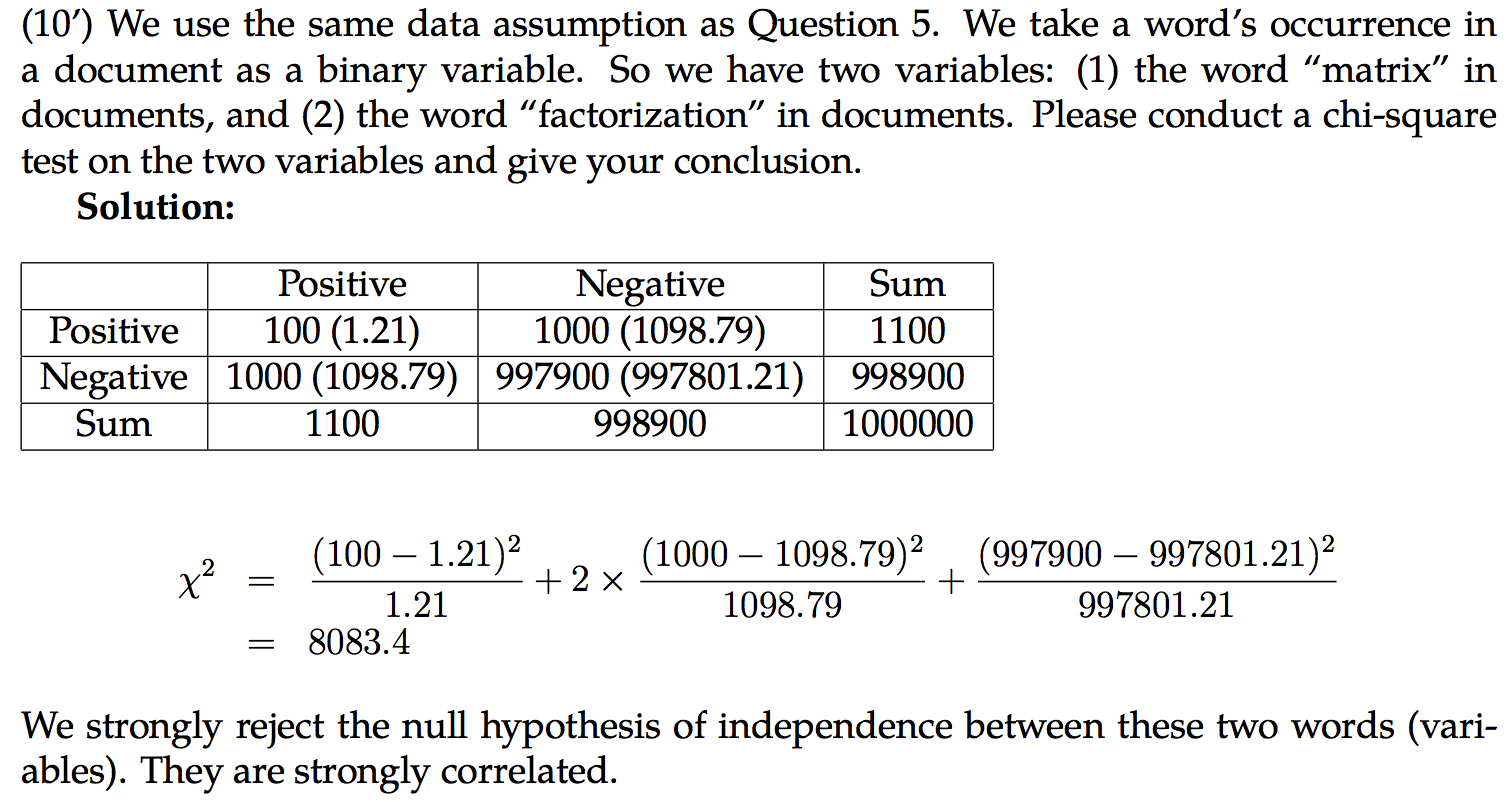 (10′) We use the same data assumption as Question 5. We take a word’s occurrence in
a document as a binary variable. So we have two variables: (1) the word “matrix” in
documents, and (2) the word “factorization” in documents. Please conduct a chi-square
test on the two variables and give your conclusion.
Solution:
Positive Negative Sum
Positive 100 (1.21) 1000 (1098.79) 1100
Negative 1000 (1098.79) 997900 (997801.21) 998900
Sum 1100 998900 1000000
χ² = (100 − 1.21)²/1.21 + 2 × (1000 − 1098.79)²/1098.79 + (997900 − 997801.21)²/997801.21
= 8083.4
We strongly reject the null hypothesis of independence between these two words (vari-
ables). They are strongly correlated.